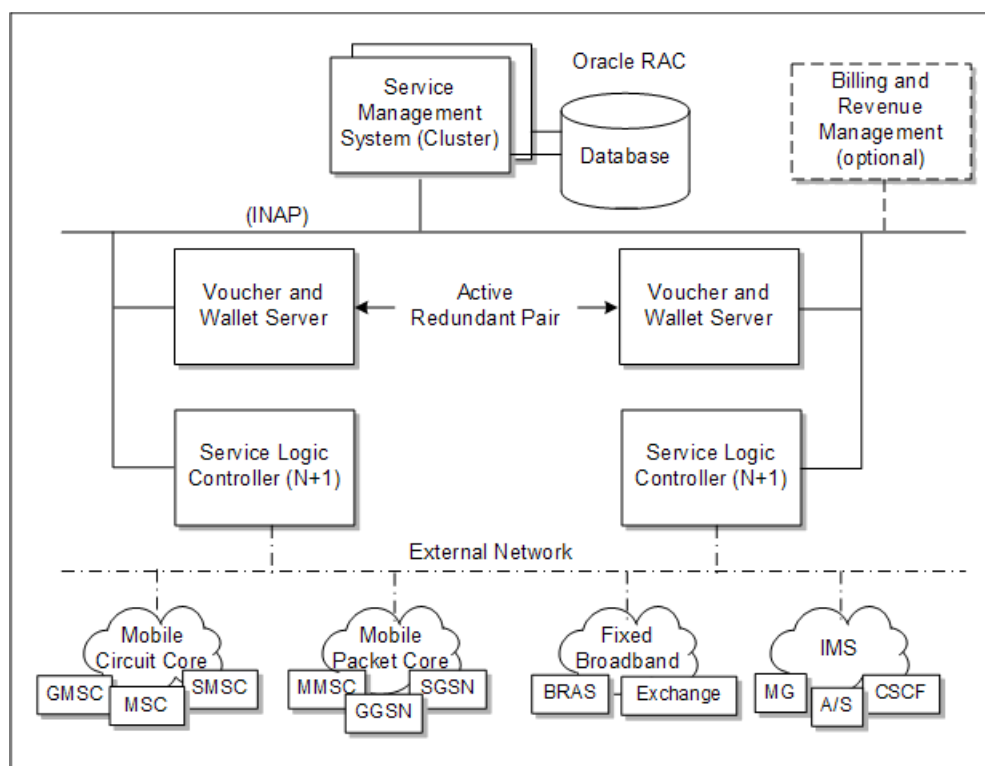 Oracle RAC
Service
Management
System (Cluster)
Database
Billing and
Revenue
Management
(optional)
(INAP)
Voucher and
Wallet Server
Active
Redundant Pair
Voucher and
Wallet Server
Service Logic
Controller (N+1)
Service Logic
Controller (N+1)
External Network
Mobile
Circuit Core
GMSC
MSC
SMSC
Mobile
Packet Core
MMSC
GGSN
SGSN
Fixed
Broadband
BRAS
Exchange
IMS
MG
A/S
CSCF